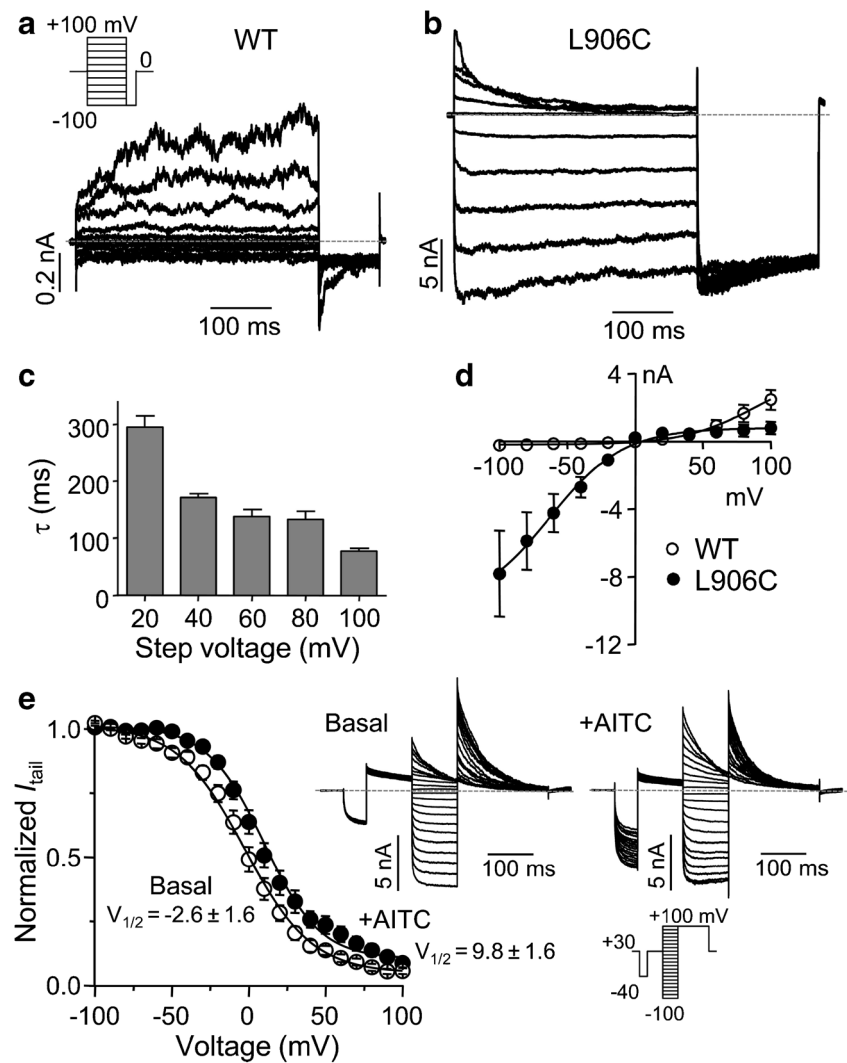 a
+100 mV
WT
0
-100
0.2 nA
100 ms
b
L906C
5 nA
100 ms
c
τ (ms)
300
200
100
0
20 40 60 80 100
Step voltage (mV)
d
4
nA
-100 -50 50 100
mV
-4
-8
-12
WT
L906C
e
Normalized Itail
1.0
0.5
0.0
Basal
V1/2 = -2.6 ± 1.6
+AITC
V1/2 = 9.8 ± 1.6
-100 -50 0 50 100
Voltage (mV)
Basal
5 nA
100 ms
+AITC
5 nA
100 ms
+100 mV
+30
-40
-100